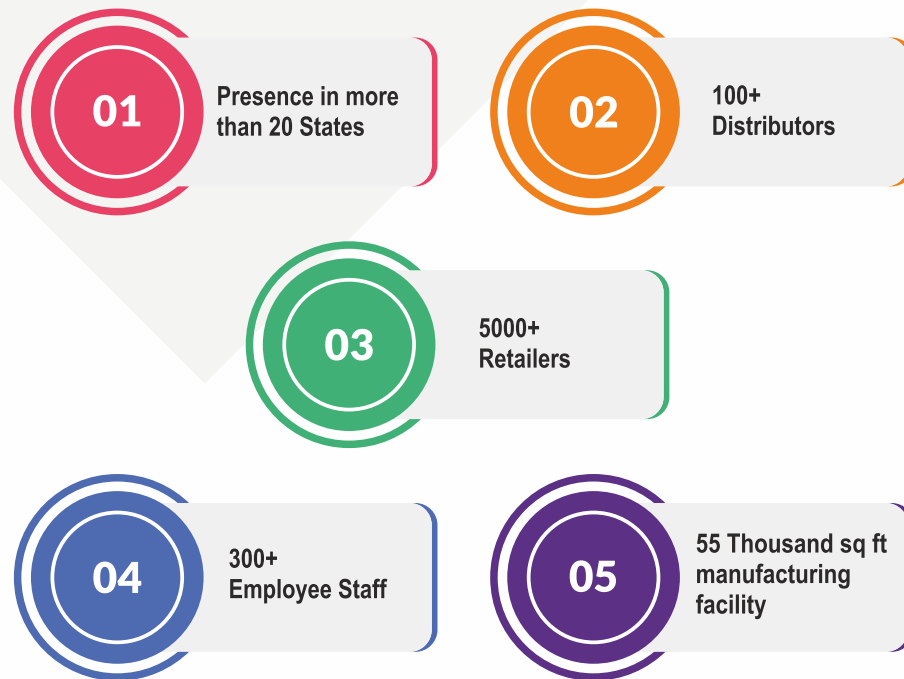 01
Presence in more
than 20 States
02
100+
Distributors
03
5000+
Retailers
04
300+
Employee Staff
05
55 Thousand sq ft
manufacturing
facility